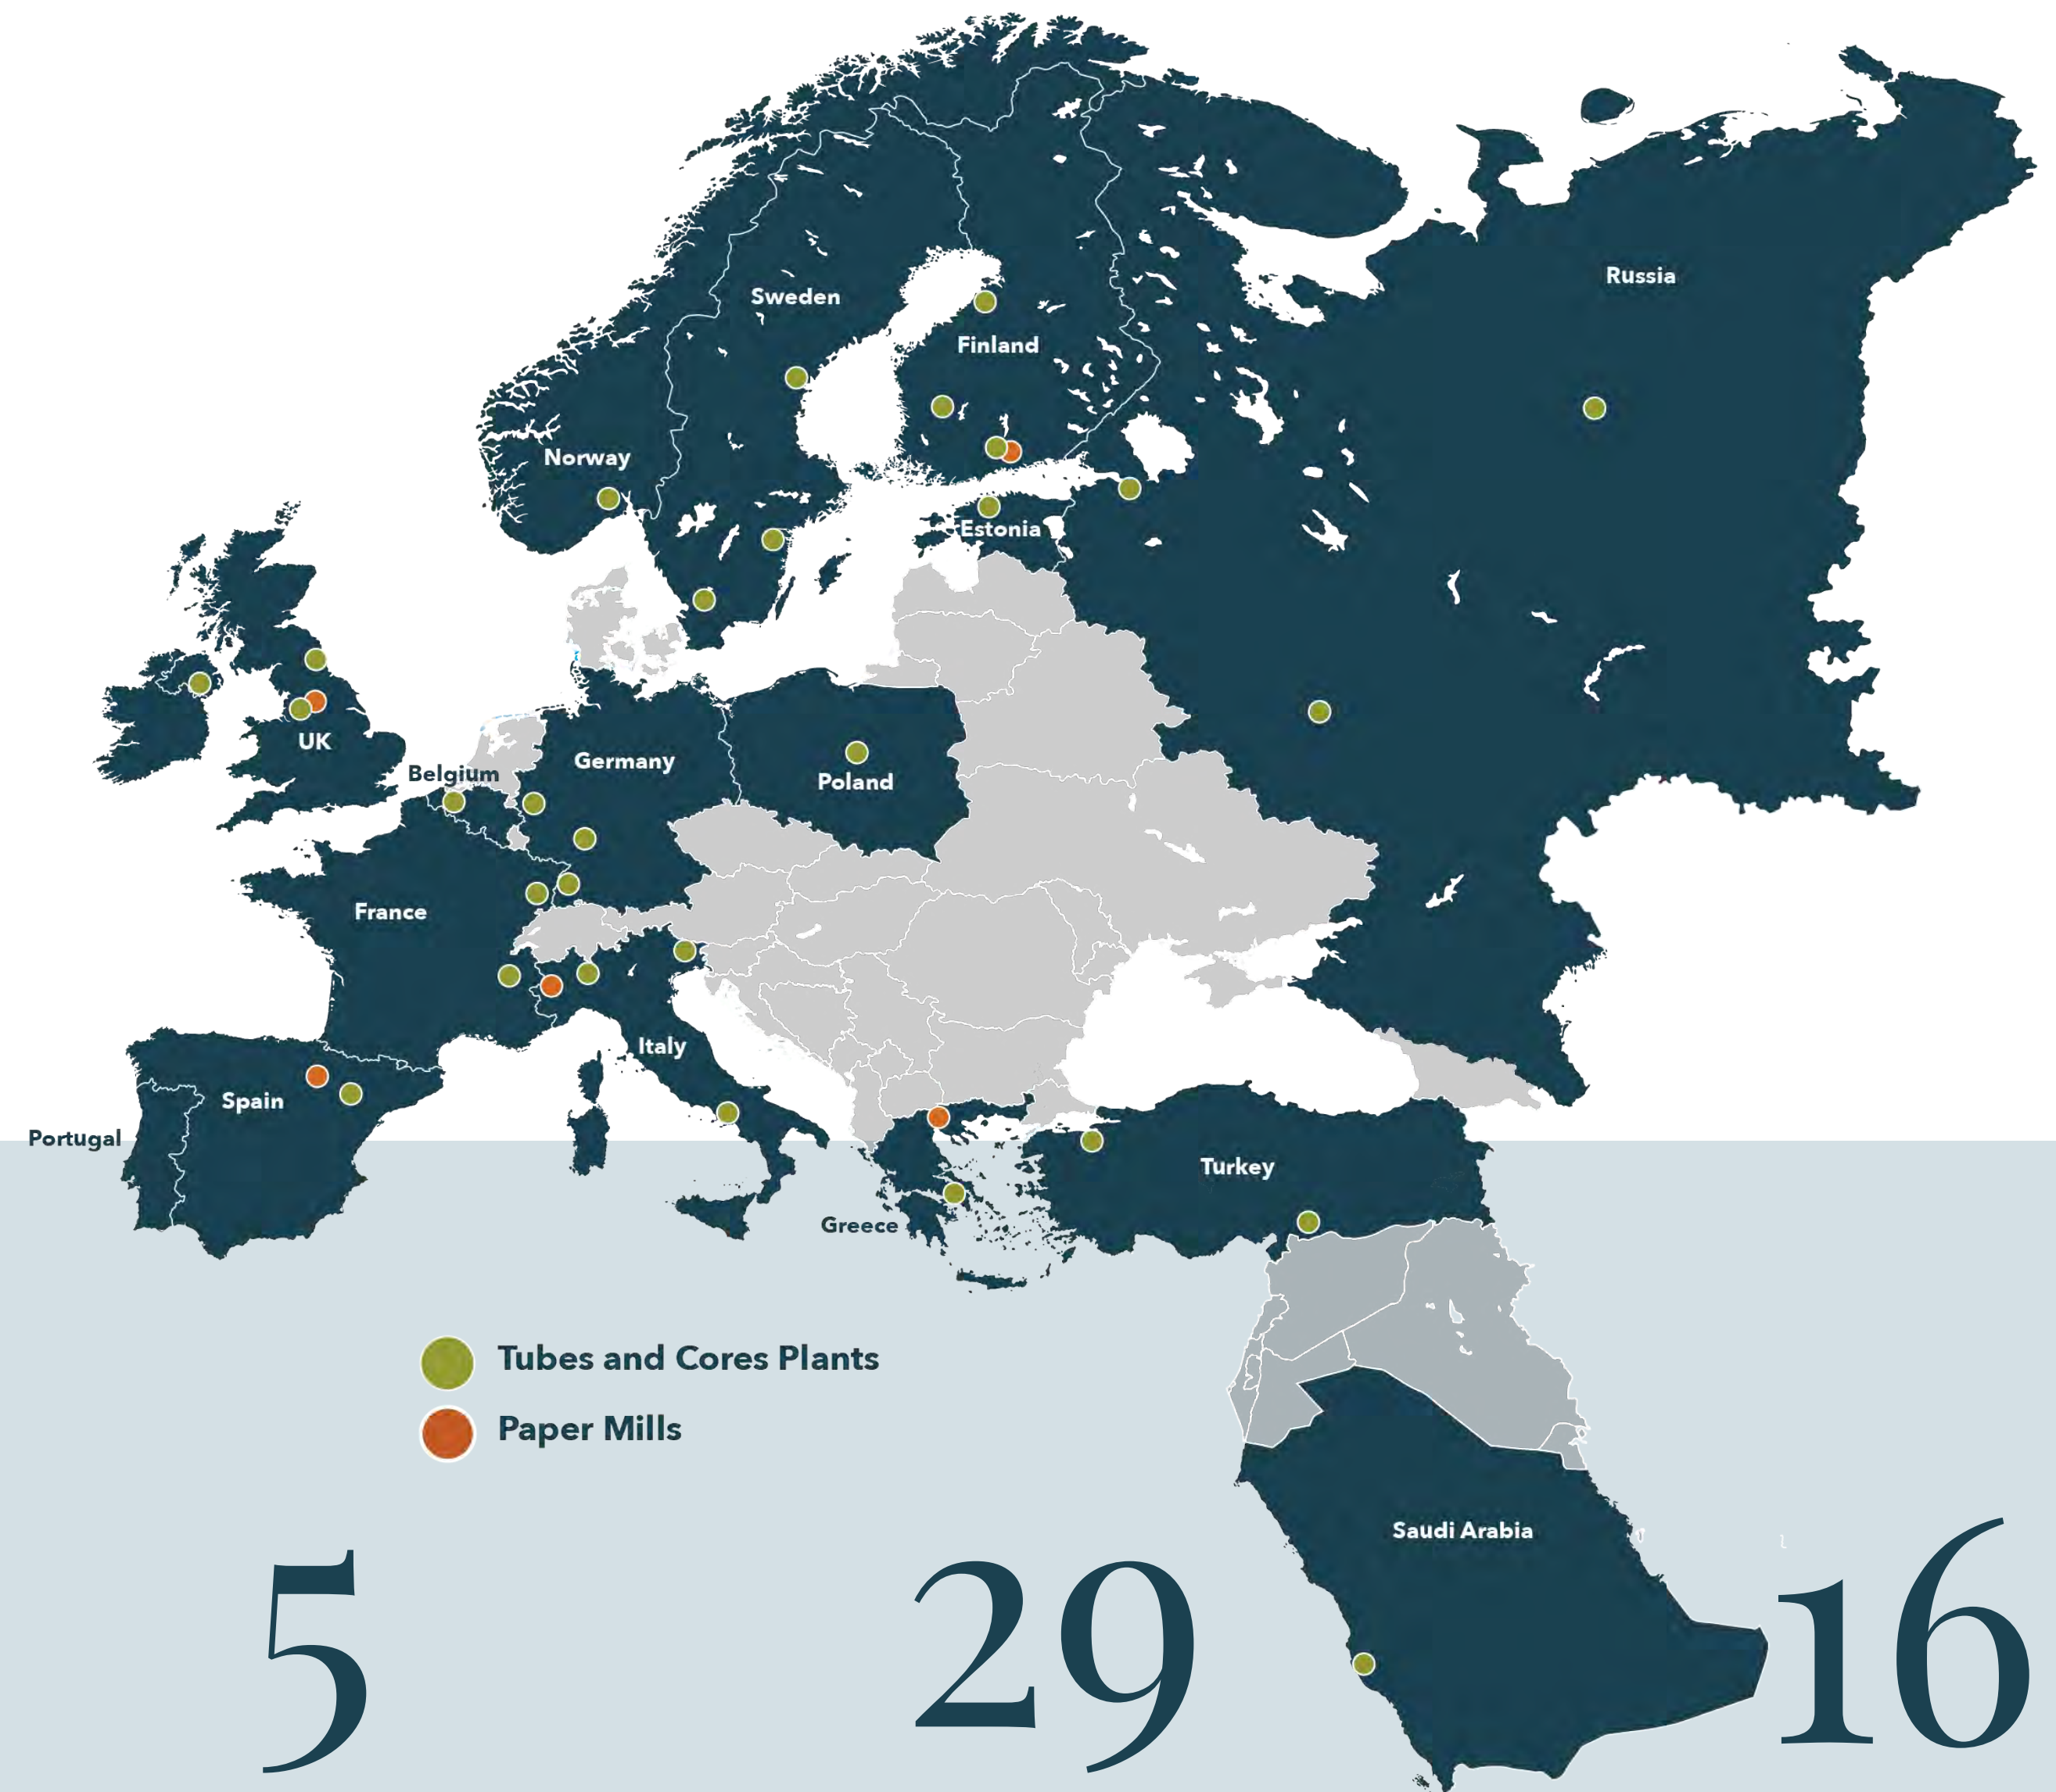 Russia
Sweden
Finland
Norway
Estonia
UK
Germany
Belgium
Poland
France
Italy
Spain
Portugal
Turkey
Greece
Tubes and Cores Plants
Paper Mills
Saudi Arabia
5
29
16